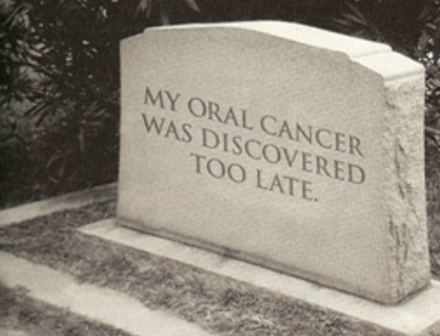 MY ORAL CANCER
WAS DISCOVERED
TOO LATE.